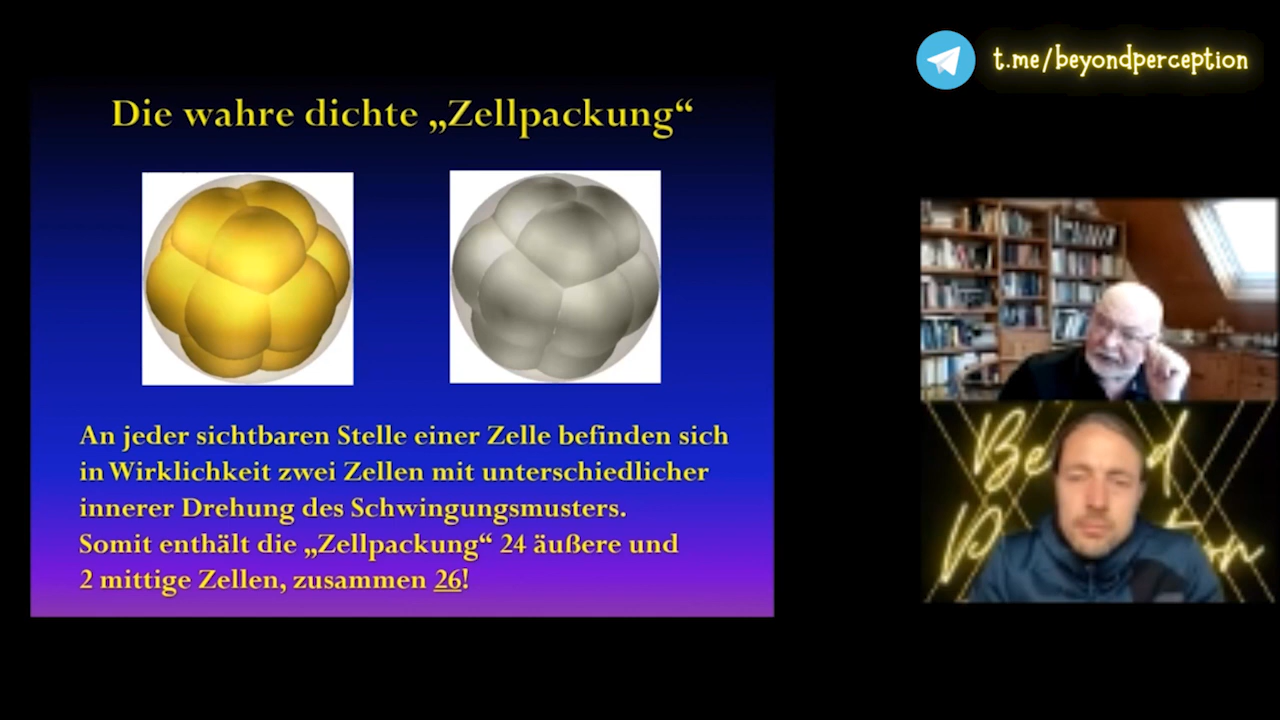 t.me/beyondperception
Die wahre dichte „Zellpackung“
An jeder sichtbaren Stelle einer Zelle befinden sich
in Wirklichkeit zwei Zellen mit unterschiedlicher
innerer Drehung des Schwingungsmusters.
Somit enthält die „Zellpackung“ 24 äußere und
2 mittige Zellen, zusammen 26!